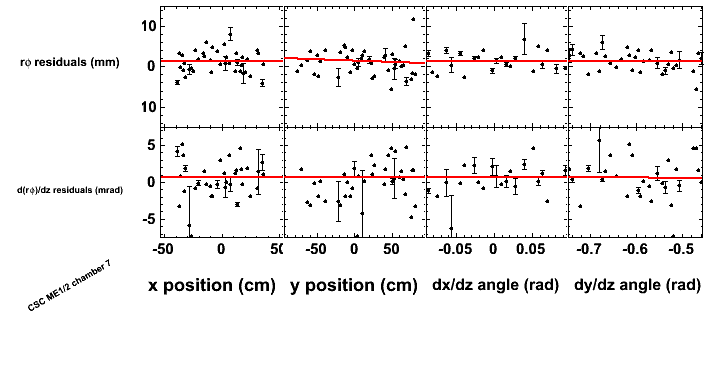 10
rϕ residuals (mm)
0
10
5
d(rϕ)/dz residuals (mrad)
0
-5
-50 0 50 -50 0 50 -0.05 0 0.05 -0.7 -0.6 -0.5
x position (cm) y position (cm) dx/dz angle (rad) dy/dz angle (rad)
CSC ME1/2 chamber 7